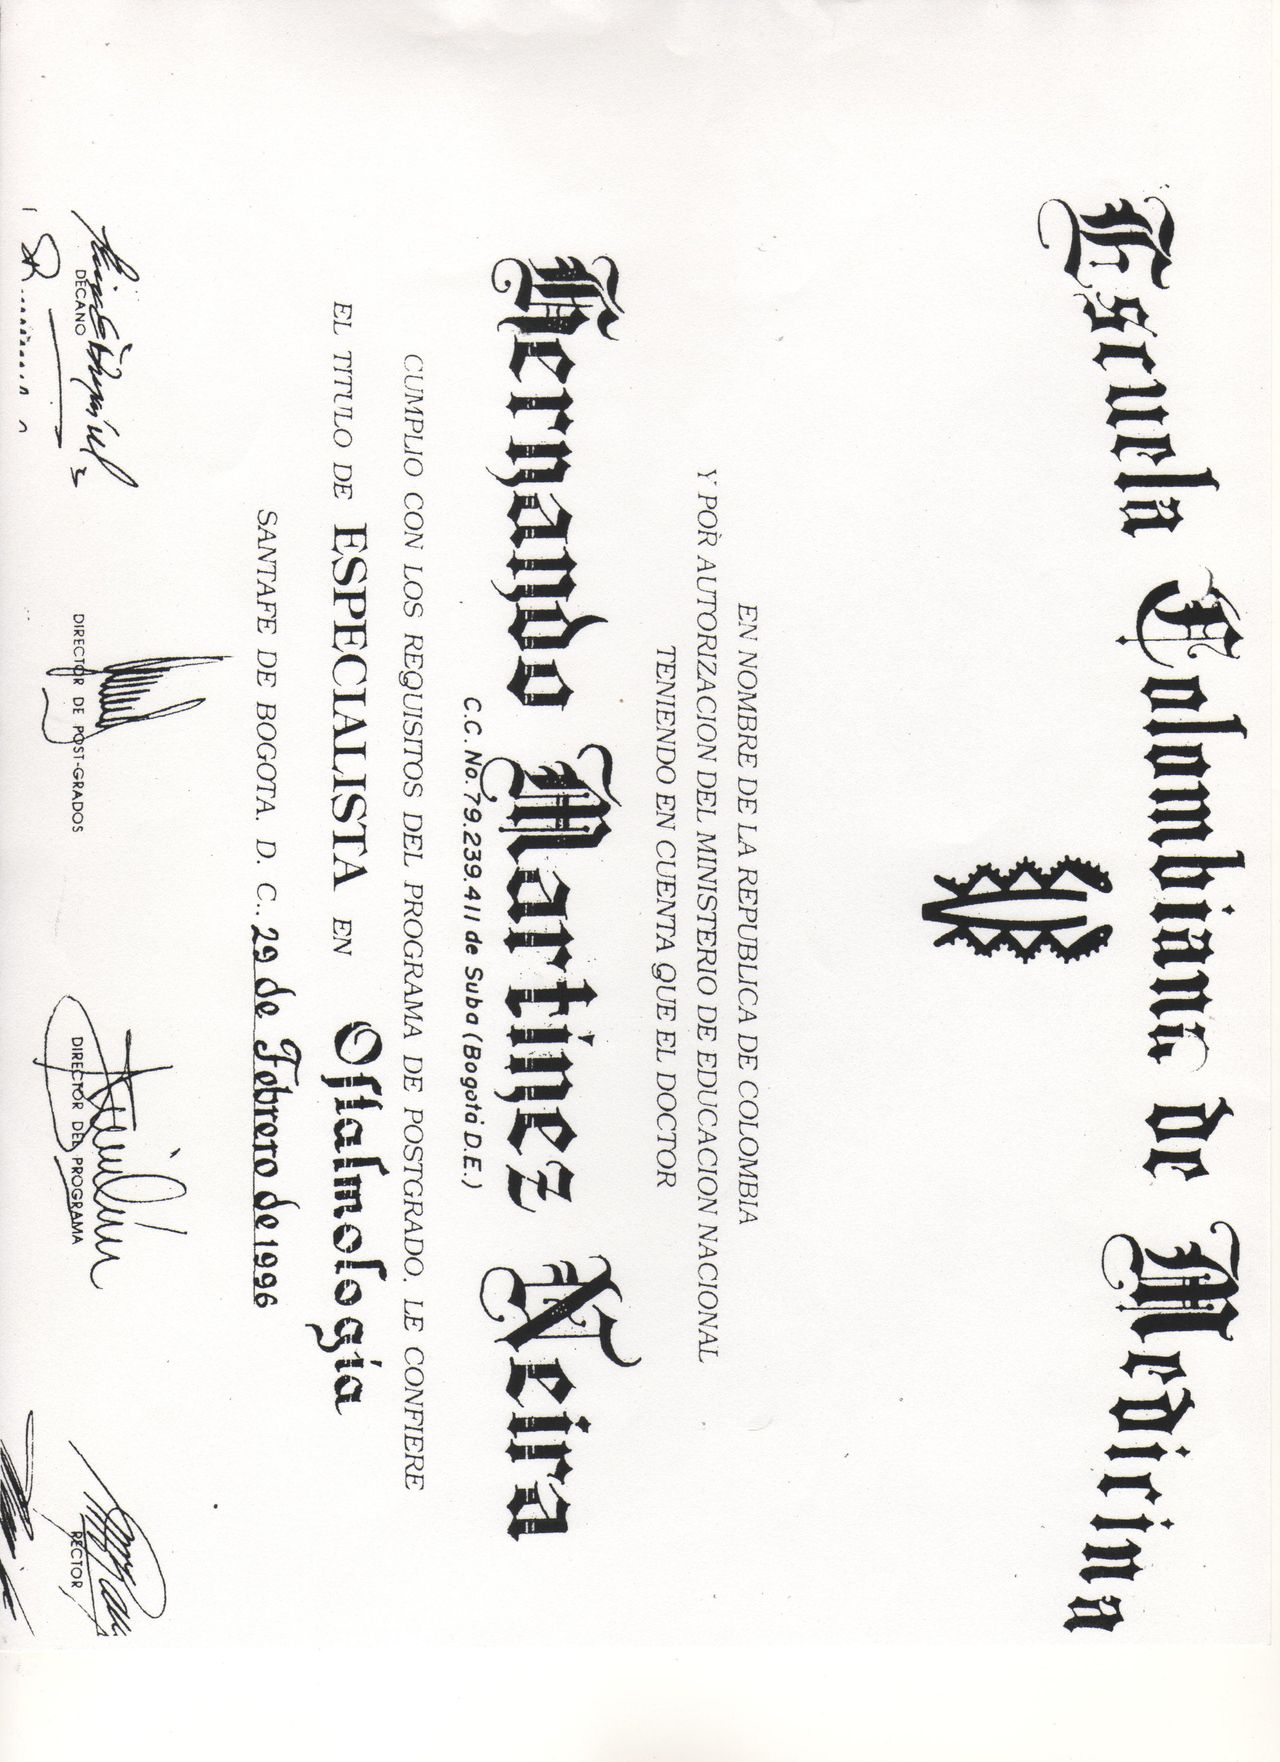 Escuela Colombiana de Medicina
EN NOMBRE DE LA REPUBLICA DE COLOMBIA
Y POR AUTORIZACION DEL MINISTERIO DE EDUCACION NACIONAL
TENIENDO EN CUENTA QUE EL DOCTOR
Hernando Martinez Neira
C.C. No. 79.239.411 de Suba (Bogotá D.E.)
CUMPLIO CON LOS REQUISITOS DEL PROGRAMA DE POSTGRADO. LE CONFIERE
EL TITULO DE ESPECIALISTA EN Oftalmología
SANTAFE DE BOGOTA. D. C., 29 de Febrero de 1996
DECANO DIRECTOR DE POST-GRADOS DIRECTOR DEL PROGRAMA RECTOR